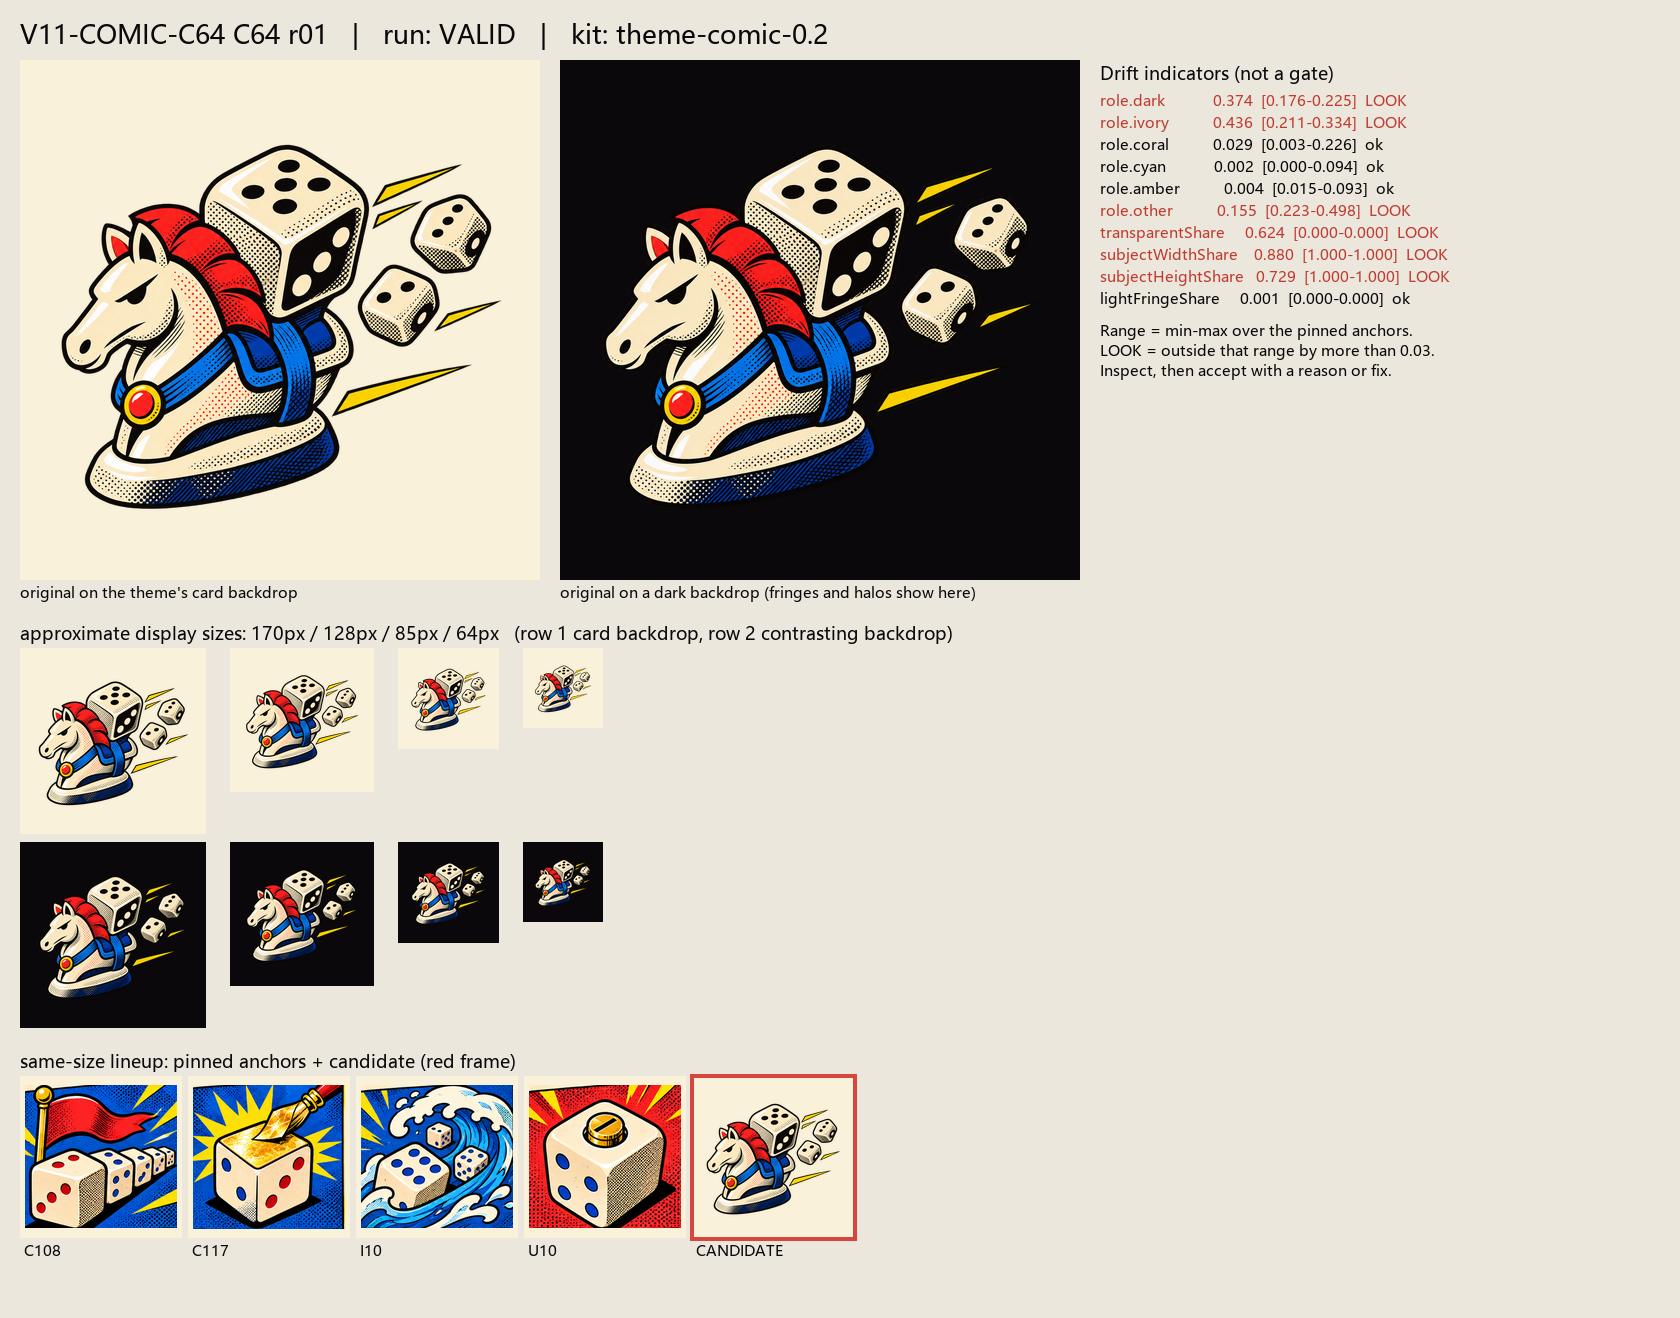 V11-COMIC-C64 C64 r01 | run: VALID | kit: theme-comic-0.2
Drift indicators (not a gate)
role.dark 0.374 [0.176-0.225] LOOK
role.ivory 0.436 [0.211-0.334] LOOK
role.coral 0.029 [0.003-0.226] ok
role.cyan 0.002 [0.000-0.094] ok
role.amber 0.004 [0.015-0.093] ok
role.other 0.155 [0.223-0.498] LOOK
transparentShare 0.624 [0.000-0.000] LOOK
subjectWidthShare 0.880 [1.000-1.000] LOOK
subjectHeightShare 0.729 [1.000-1.000] LOOK
lightFringeShare 0.001 [0.000-0.000] ok
Range = min-max over the pinned anchors.
LOOK = outside that range by more than 0.03.
Inspect, then accept with a reason or fix.
original on the theme's card backdrop
original on a dark backdrop (fringes and halos show here)
approximate display sizes: 170px / 128px / 85px / 64px (row 1 card backdrop, row 2 contrasting backdrop)
same-size lineup: pinned anchors + candidate (red frame)
C108
C117
I10
U10
CANDIDATE